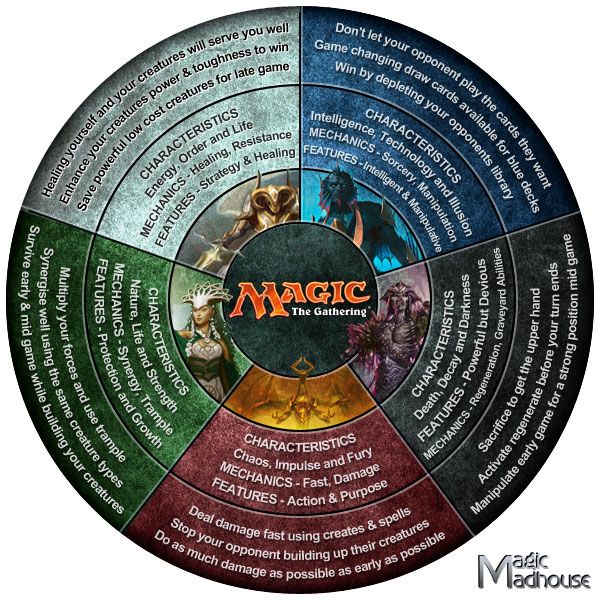 Healing yourself and your creatures will serve you well
Enhance your creatures power & toughness to win
Save powerful low cost creatures for late game
CHARACTERISTICS
Energy, Order and Life
MECHANICS - Healing, Resistance
FEATURES - Strategy & Healing
Don't let your opponent play the cards they want
Game changing draw cards available for blue decks
Win by depleting your opponents library
CHARACTERISTICS
Intelligence, Technology and Illusion
MECHANICS - Sorcery, Manipulation
FEATURES - Intelligent & Manipulative
CHARACTERISTICS
Death, Decay and Darkness
FEATURES - Powerful but Devious
MECHANICS - Regeneration, Graveyard Abilities
Sacrifice to get the upper hand
Activate regenerate before your turn ends
Manipulate early game for a strong position mid game
CHARACTERISTICS
Chaos, Impulse and Fury
MECHANICS - Fast, Damage
FEATURES - Action & Purpose
Deal damage fast using creates & spells
Stop your opponent building up their creatures
Do as much damage as possible as early as possible
CHARACTERISTICS
Nature, Life and Strength
MECHANICS - Synergy, Trample
FEATURES - Protection and Growth
Multiply your forces and use trample
Synergise well using the same creature types
Survive early & mid game while building your creatures
MAGIC
The Gathering
Magic
Madhouse